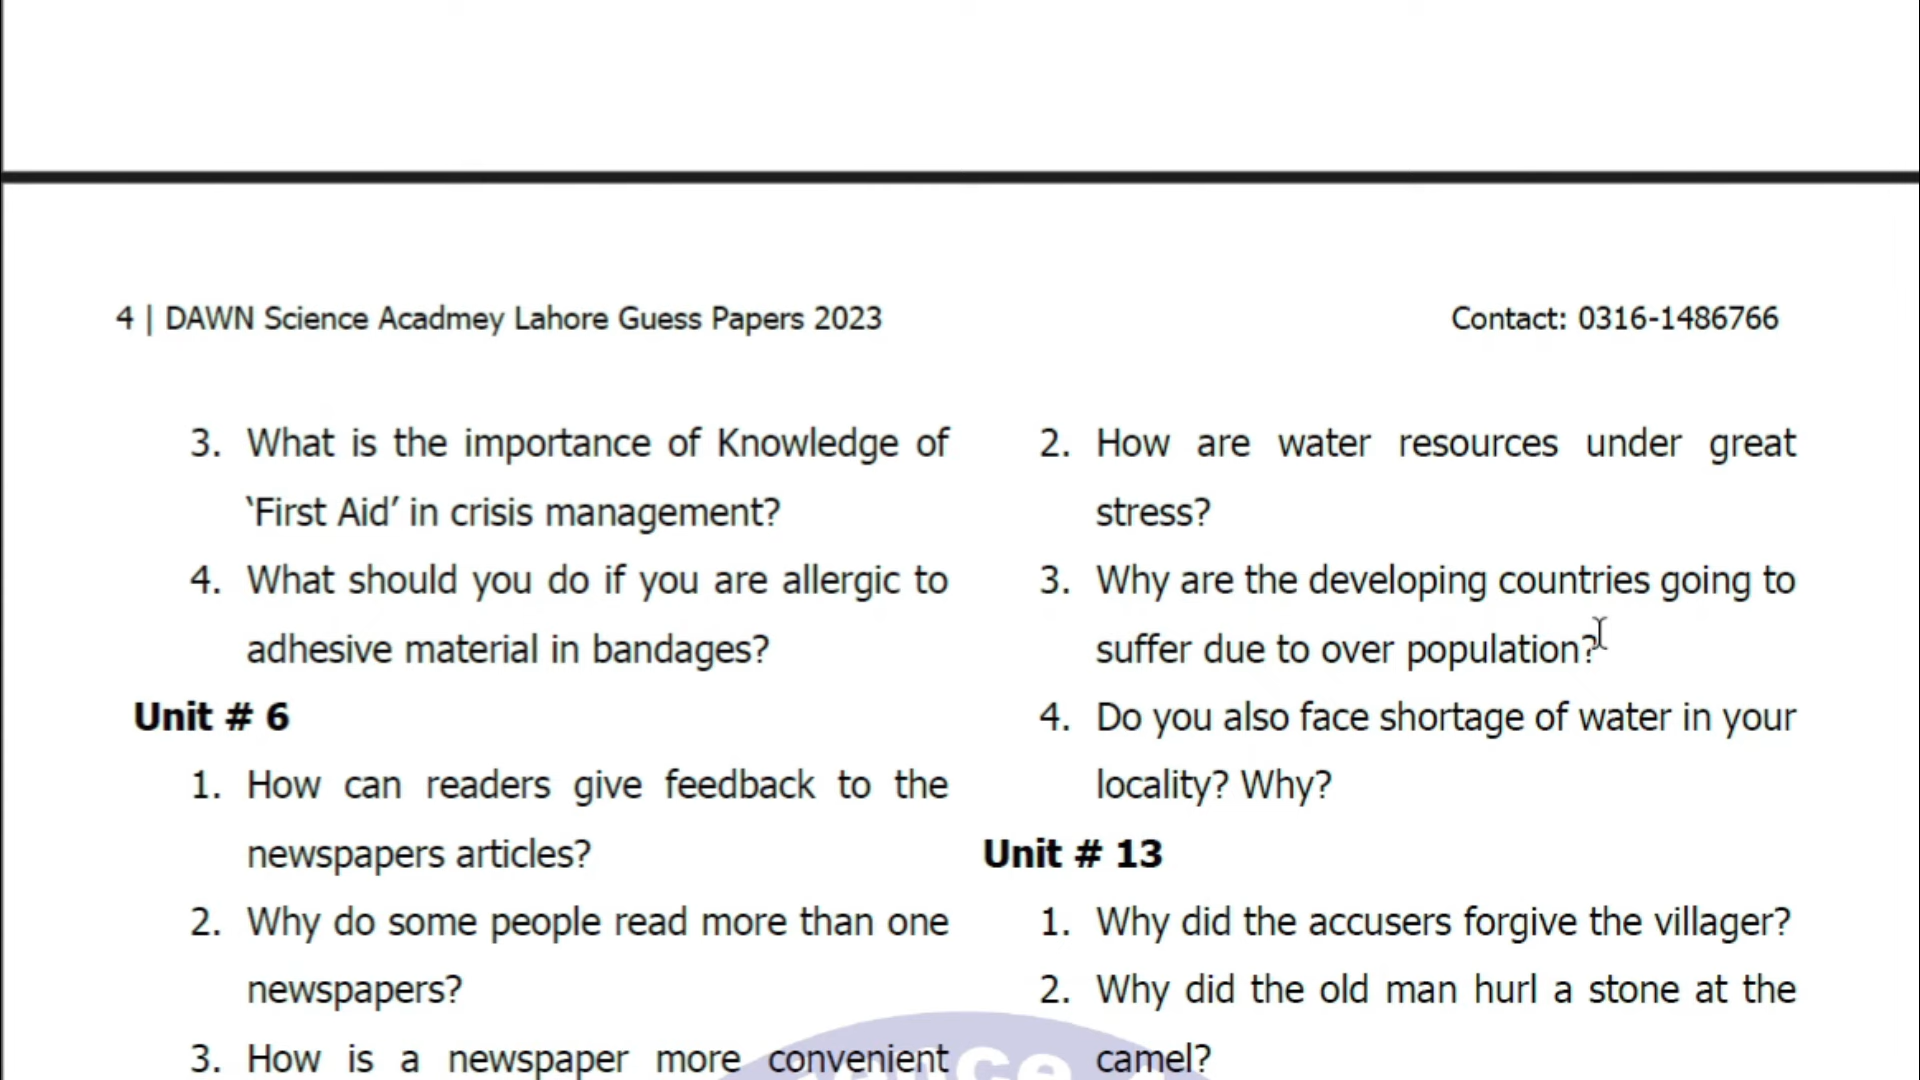 4 | DAWN Science Acadmey Lahore Guess Papers 2023
Contact: 0316-1486766
3. What is the importance of Knowledge of
‘First Aid’ in crisis management?
4. What should you do if you are allergic to
adhesive material in bandages?
Unit # 6
1. How can readers give feedback to the
newspapers articles?
2. Why do some people read more than one
newspapers?
3. How is a newspaper more convenient
2. How are water resources under great
stress?
3. Why are the developing countries going to
suffer due to over population?
4. Do you also face shortage of water in your
locality? Why?
Unit # 13
1. Why did the accusers forgive the villager?
2. Why did the old man hurl a stone at the
camel?